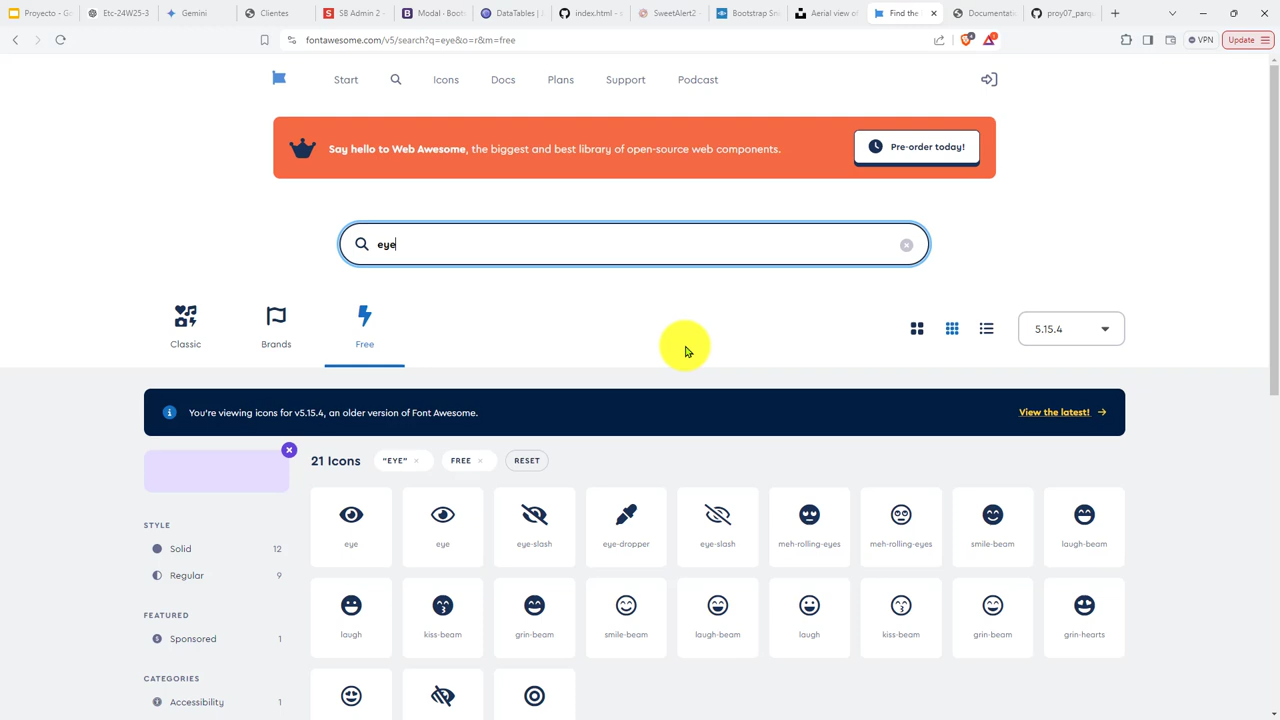 Proyecto - G
Etc-24W25-3
Gemini
Clientes
SB Admin 2 -
Modal · Boots
DataTables |
index.html - s
SweetAlert2
Bootstrap Sni
Aerial view of
Find the
Documentati
proy07_parqu
fontawesome.com/v5/search?q=eye&o=r&m=free
VPN
Update
Start
Icons
Docs
Plans
Support
Podcast
Say hello to Web Awesome, the biggest and best library of open-source web components.
Pre-order today!
eye
Classic
Brands
Free
5.15.4
You're viewing icons for v5.15.4, an older version of Font Awesome.
View the latest!
21 Icons
"EYE" ×
FREE ×
RESET
STYLE
Solid 12
Regular 9
FEATURED
Sponsored 1
CATEGORIES
Accessibility 1
eye
eye
eye-slash
eye-dropper
eye-slash
meh-rolling-eyes
meh-rolling-eyes
smile-beam
laugh-beam
laugh
kiss-beam
grin-beam
smile-beam
laugh-beam
laugh
kiss-beam
grin-beam
grin-hearts